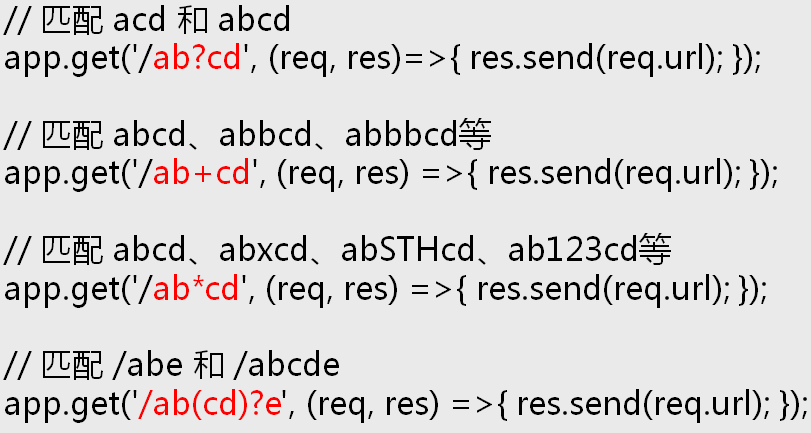 // 匹配 acd 和 abcd
app.get('/ab?cd', (req, res)=>{ res.send(req.url); });
// 匹配 abcd、abbcd、abbbcd等
app.get('/ab+cd', (req, res) =>{ res.send(req.url); });
// 匹配 abcd、abxcd、abSTHcd、ab123cd等
app.get('/ab*cd', (req, res) =>{ res.send(req.url); });
// 匹配 /abe 和 /abcde
app.get('/ab(cd)?e', (req, res) =>{ res.send(req.url); });